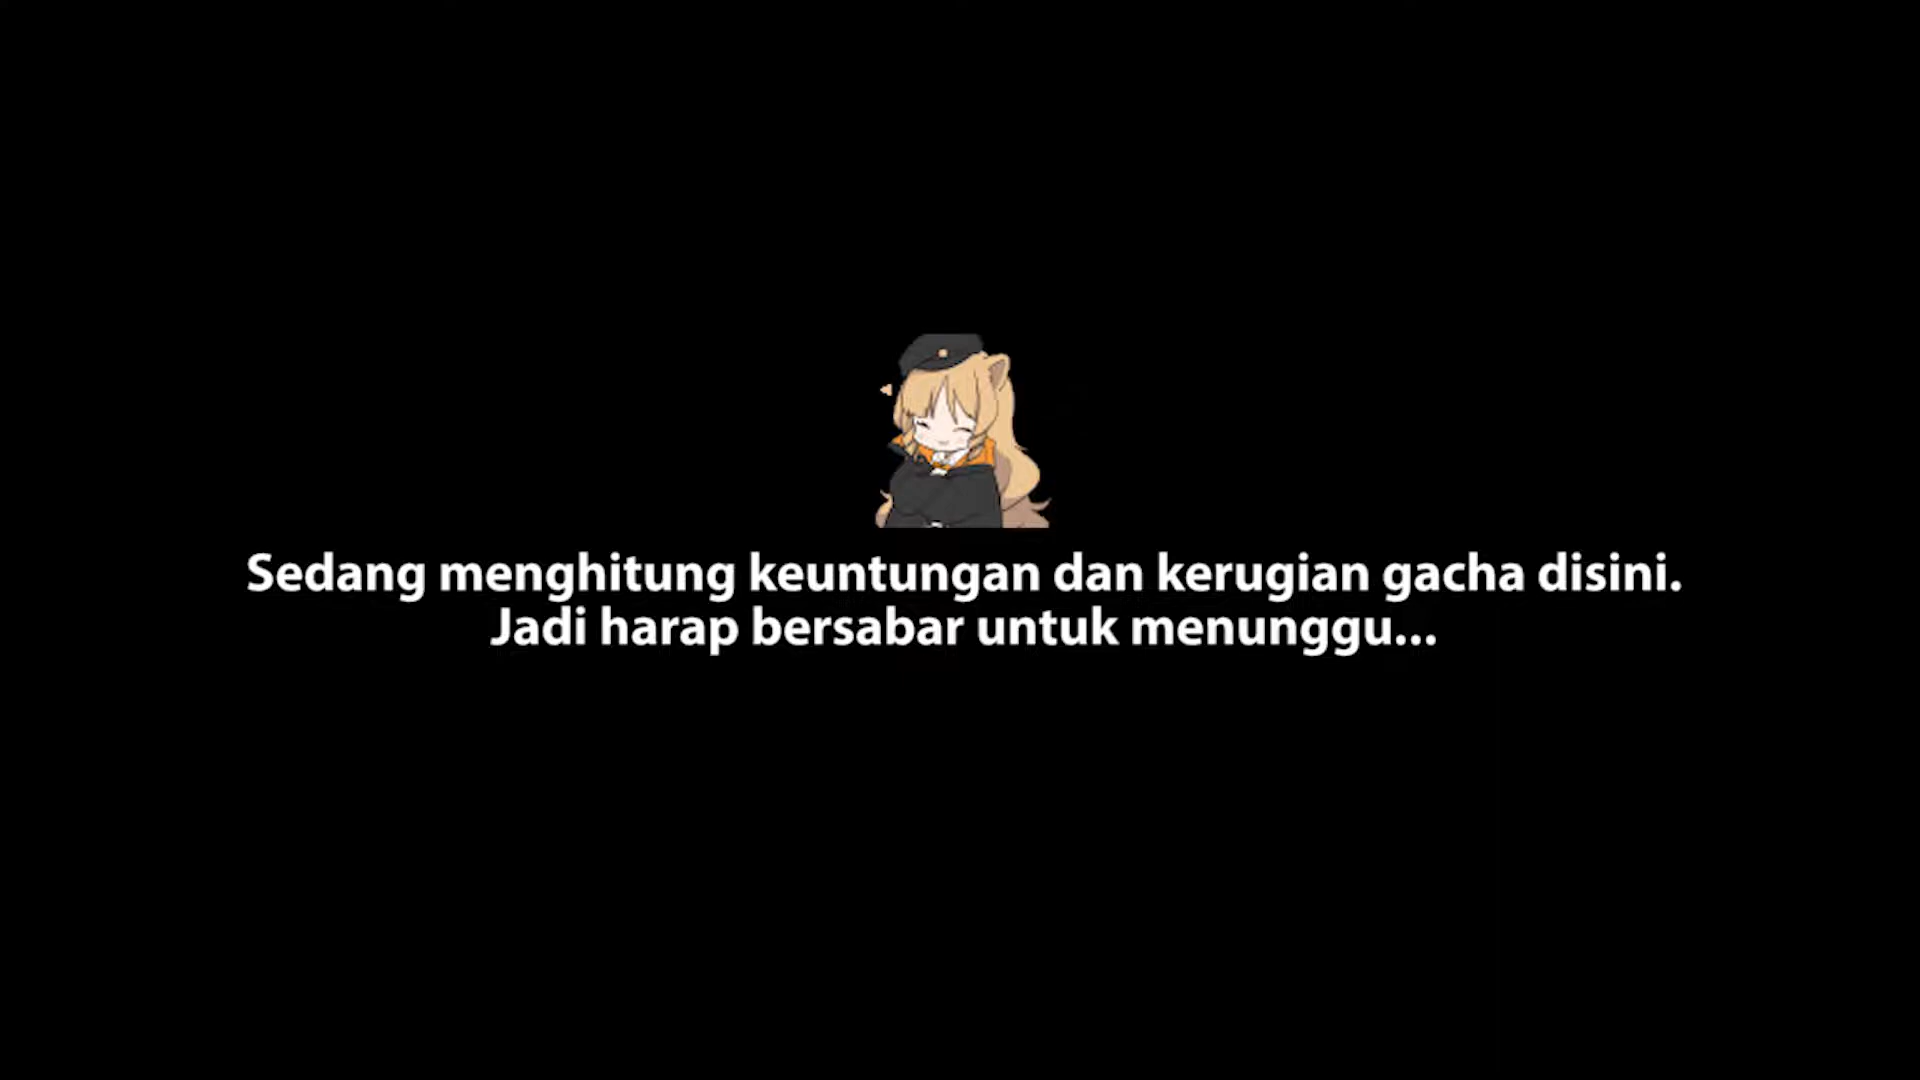 Sedang menghitung keuntungan dan kerugian gacha disini.
Jadi harap bersabar untuk menunggu...